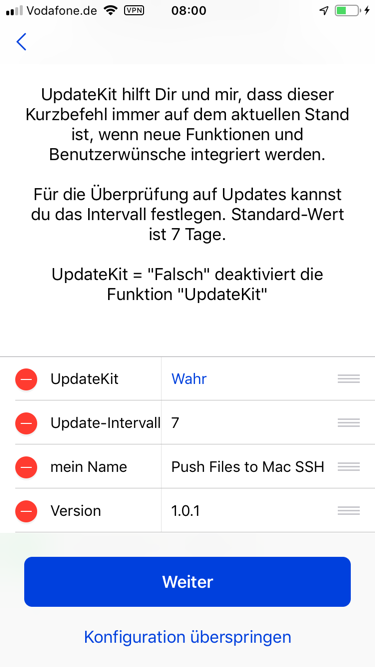 Vodafone.de VPN 08:00
UpdateKit hilft Dir und mir, dass dieser
Kurzbefehl immer auf dem aktuellen Stand
ist, wenn neue Funktionen und
Benutzerwünsche integriert werden.
Für die Überprüfung auf Updates kannst
du das Intervall festlegen. Standard-Wert
ist 7 Tage.
UpdateKit = "Falsch" deaktiviert die
Funktion "UpdateKit"
UpdateKit Wahr
Update-Intervall 7
mein Name Push Files to Mac SSH
Version 1.0.1
Weiter
Konfiguration überspringen